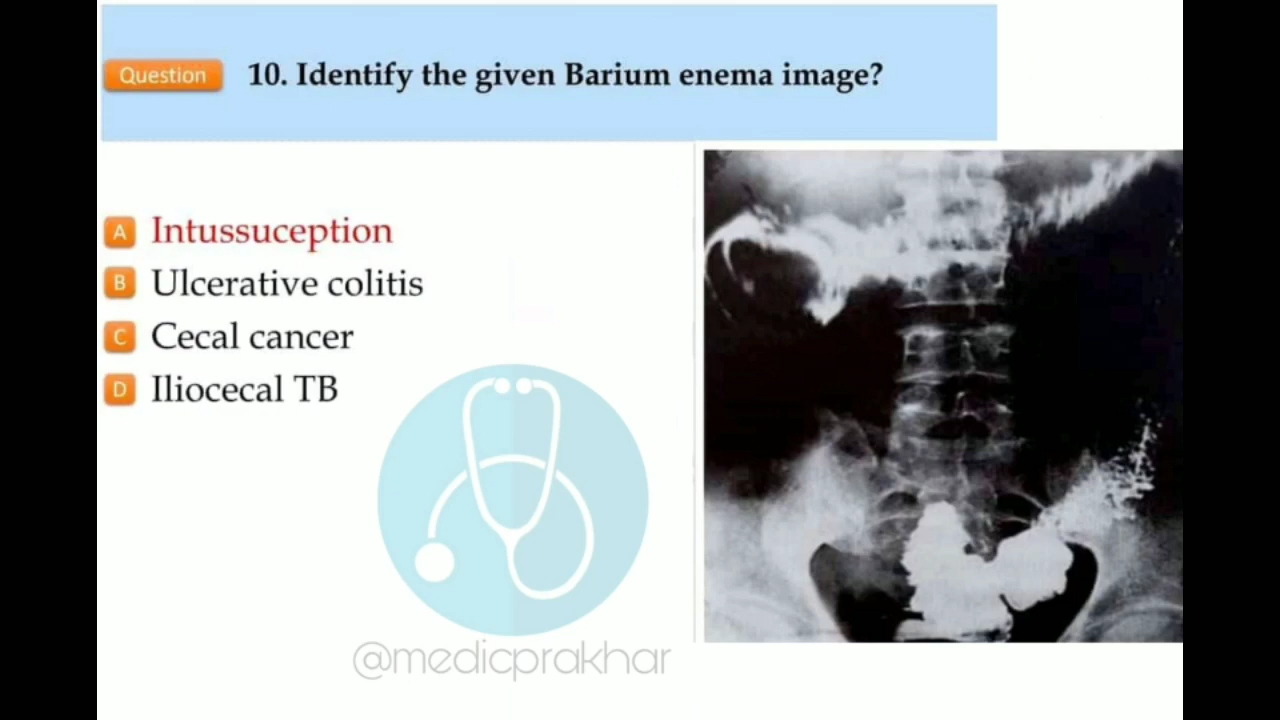 Question
10. Identify the given Barium enema image?
A Intussuception
B Ulcerative colitis
C Cecal cancer
D Iliocecal TB
@medicprakhar